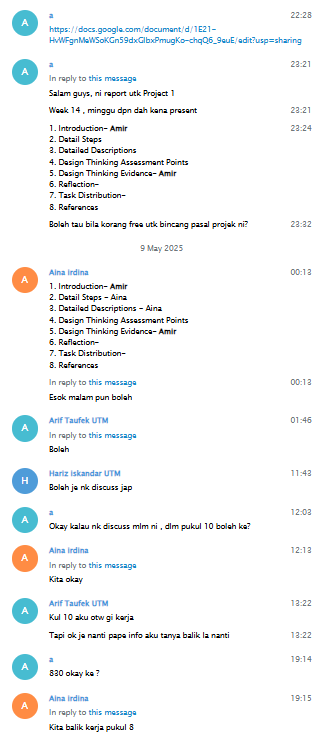 A
a
22:28
https://docs.google.com/document/d/1E21-
HvWFgnMeWSoKGn59dxGlbxPmugKo-chqQ6_9euE/edit?usp=sharing
A
a
23:21
In reply to this message
Salam guys, ni report utk Project 1
Week 14 , minggu dpn dah kena present
23:21
1. Introduction- Amir
23:24
2. Detail Steps
3. Detailed Descriptions
4. Design Thinking Assessment Points
5. Design Thinking Evidence- Amir
6. Reflection-
7. Task Distribution-
8. References
Boleh tau bila korang free utk bincang pasal projek ni?
23:32
9 May 2025
A
Aina irdina
00:13
1. Introduction- Amir
2. Detail Steps - Aina
3. Detailed Descriptions - Aina
4. Design Thinking Assessment Points
5. Design Thinking Evidence- Amir
6. Reflection-
7. Task Distribution-
8. References
In reply to this message
00:13
Esok malam pun boleh
A
Arif Taufek UTM
01:46
In reply to this message
Boleh
H
Hariz iskandar UTM
11:43
Boleh je nk discuss jap
A
a
12:03
Okay kalau nk discuss mlm ni , dlm pukul 10 boleh ke?
A
Aina irdina
12:13
In reply to this message
Kita okay
A
Arif Taufek UTM
13:22
Kul 10 aku otw gi kerja
Tapi ok je nanti pape info aku tanya balik la nanti
13:22
A
a
19:14
830 okay ke ?
A
Aina irdina
19:15
In reply to this message
Kita balik kerja pukul 8